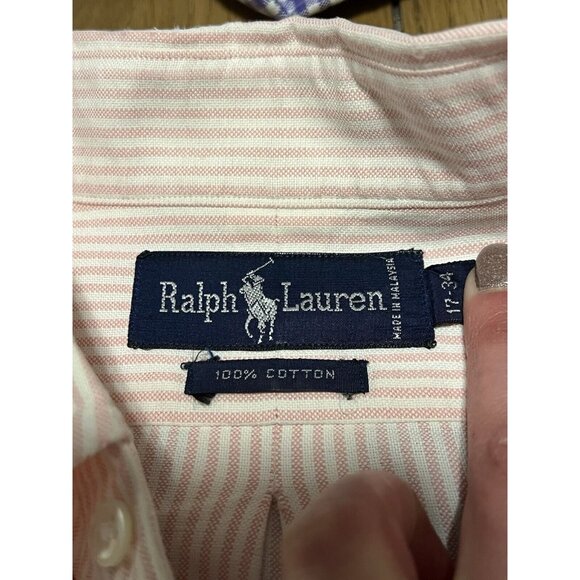 Ralph Lauren
MADE IN MALAYSIA
17-34
100% COTTON